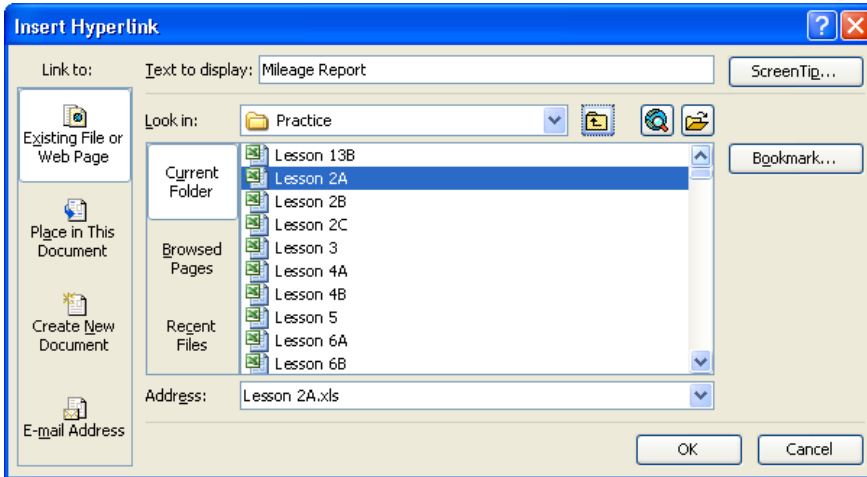 Insert Hyperlink
Link to:
Text to display: Mileage Report
ScreenTip...
Existing File or
Web Page
Place in This
Document
Create New
Document
E-mail Address
Look in: Practice
Current
Folder
Browsed
Pages
Recent
Files
Lesson 13B
Lesson 2A
Lesson 2B
Lesson 2C
Lesson 3
Lesson 4A
Lesson 4B
Lesson 5
Lesson 6A
Lesson 6B
Bookmark...
Address: Lesson 2A.xls
OK
Cancel